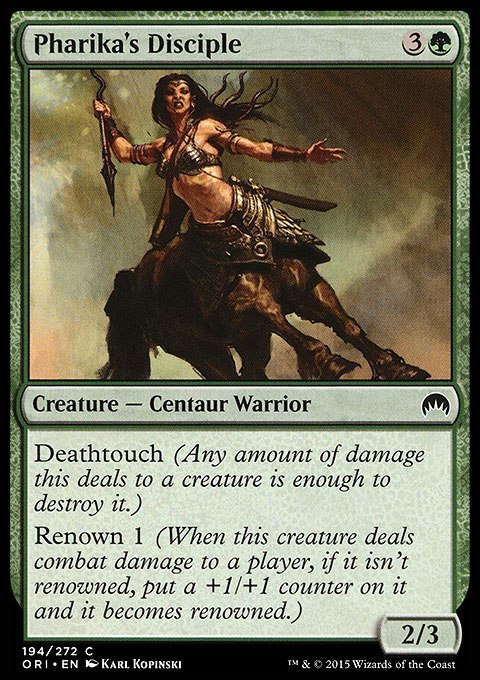 Pharika's Disciple 3
Creature — Centaur Warrior
Deathtouch (Any amount of damage
this deals to a creature is enough to
destroy it.)
Renown 1 (When this creature deals
combat damage to a player, if it isn't
renowned, put a +1/+1 counter on it
and it becomes renowned.)
2/3
194/272 C
ORI • EN Karl Kopinski
™ & © 2015 Wizards of the Coast